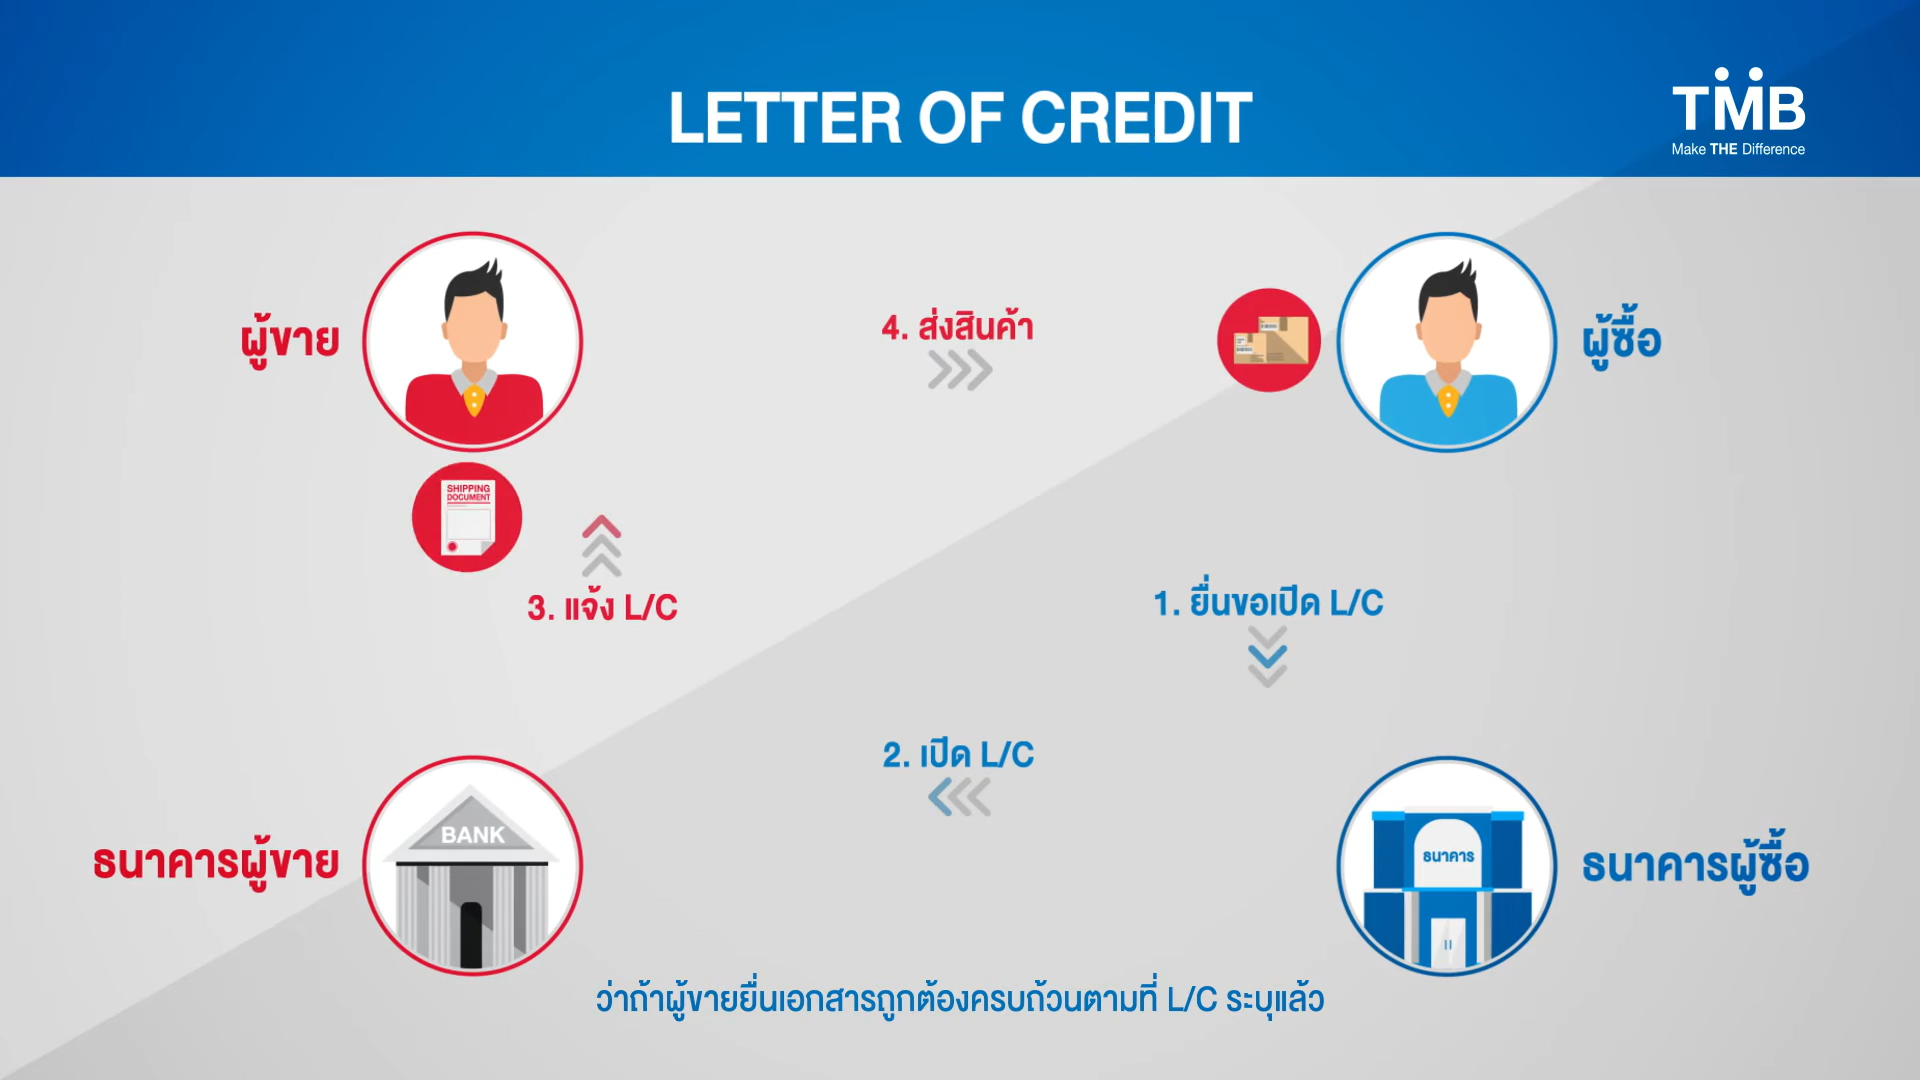 LETTER OF CREDIT
TMB
Make THE Difference
ผู้ขาย
4. ส่งสินค้า
ผู้ซื้อ
SHIPPING
DOCUMENT
3. แจ้ง L/C
1. ยื่นขอเปิด L/C
2. เปิด L/C
ธนาคารผู้ขาย
BANK
ธนาคาร
ธนาคารผู้ซื้อ
ว่าถ้าผู้ขายยื่นเอกสารถูกต้องครบถ้วนตามที่ L/C ระบุแล้ว